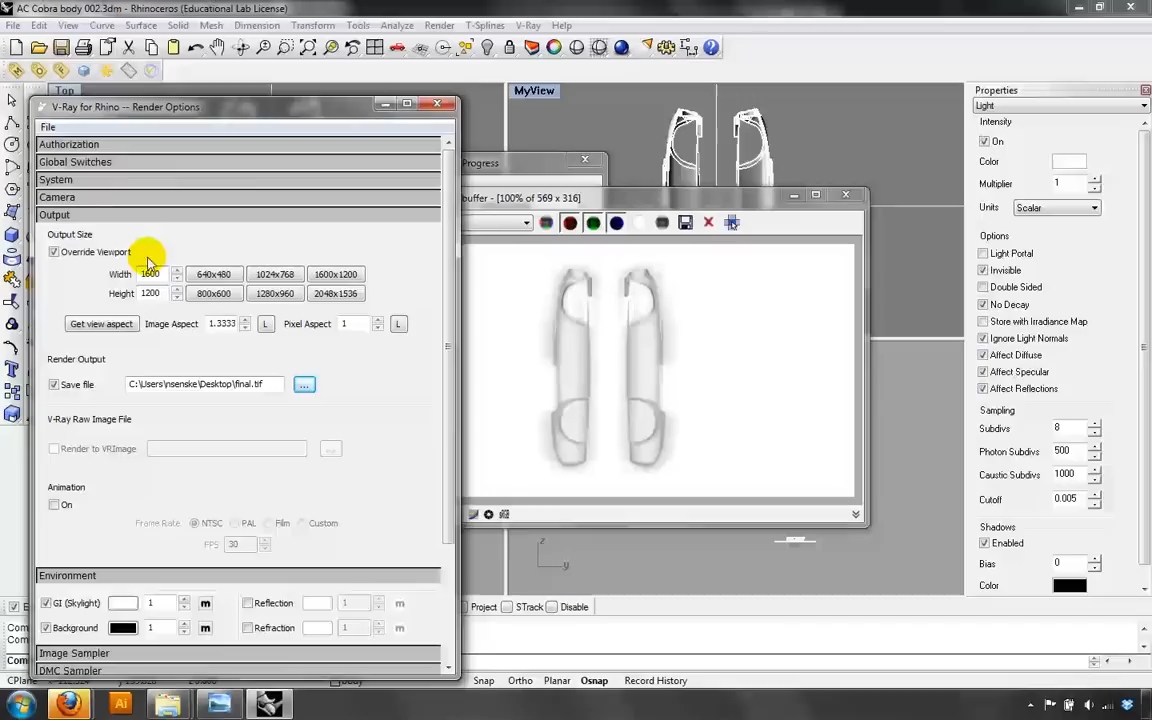 AC Cobra body 002.3dm - Rhinoceros (Educational Lab License)
File Edit View Curve Surface Solid Mesh Dimension Transform Tools Analyze Render T-Splines V-Ray Help
Top
MyView
Properties
Light
V-Ray for Rhino -- Render Options
File
Authorization
Global Switches
System
Camera
Output
Output Size
Override Viewport
Width 1600 640x480 1024x768 1600x1200
Height 1200 800x600 1280x960 2048x1536
Get view aspect Image Aspect 1.3333 L Pixel Aspect 1 L
Render Output
Save file C:\Users\nsenske\Desktop\final.tif ...
V-Ray Raw Image File
Render to VRImage ...
Animation
On
Frame Rate NTSC PAL Film Custom
FPS 30
Environment
GI (Skylight) 1 m Reflection 1 m
Background 1 m Refraction 1 m
Image Sampler
DMC Sampler
Progress
buffer - [100% of 569 x 316]
z
y
Intensity
On
Color
Multiplier 1
Units Scalar
Options
Light Portal
Invisible
Double Sided
No Decay
Store with Irradiance Map
Ignore Light Normals
Affect Diffuse
Affect Specular
Affect Reflections
Sampling
Subdivs 8
Photon Subdivs 500
Caustic Subdivs 1000
Cutoff 0.005
Shadows
Enabled
Bias 0
Color
Project STrack Disable
Com
Com
Com
Snap Ortho Planar Osnap Record History
Ai